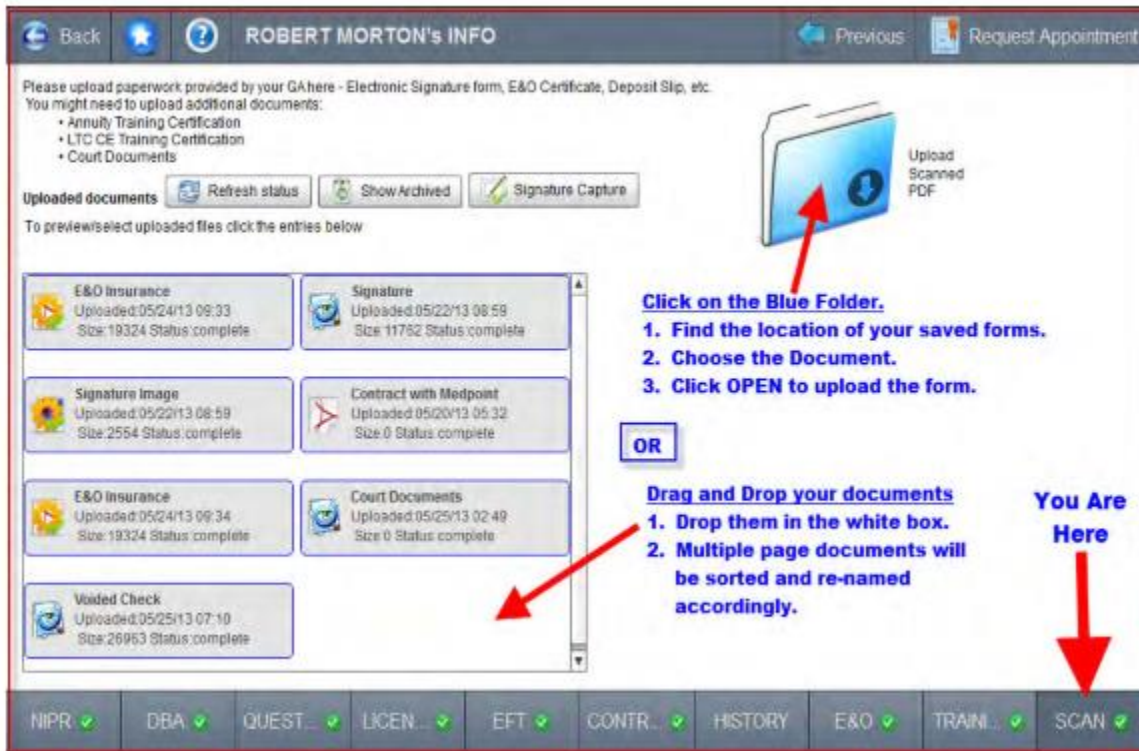 Back
ROBERT MORTON's INFO
Previous
Request Appointment
Please upload paperwork provided by your GA here - Electronic Signature form, E&O Certificate, Deposit Slip, etc.
You might need to upload additional documents:
• Annuity Training Certification
• LTC CE Training Certification
• Court Documents
Uploaded documents
Refresh status
Show Archived
Signature Capture
To preview/select uploaded files click the entries below
Upload
Scanned
PDF
E&O Insurance
Uploaded:05/24/13 09:33
Size:19324 Status:complete
Signature
Uploaded:05/22/13 08:59
Size:11762 Status:complete
Signature Image
Uploaded:05/22/13 08:59
Size:2554 Status:complete
Contract with Medpoint
Uploaded:05/20/13 05:32
Size:0 Status:complete
E&O Insurance
Uploaded:05/24/13 09:34
Size:19324 Status:complete
Court Documents
Uploaded:05/25/13 02:49
Size:0 Status:complete
Voided Check
Uploaded:05/25/13 07:10
Size:26963 Status:complete
Click on the Blue Folder.
1. Find the location of your saved forms.
2. Choose the Document.
3. Click OPEN to upload the form.
OR
Drag and Drop your documents
1. Drop them in the white box.
2. Multiple page documents will
be sorted and re-named
accordingly.
You Are
Here
NIPR
DBA
QUEST...
LICEN...
EFT
CONTR...
HISTORY
E&O
TRAINI...
SCAN